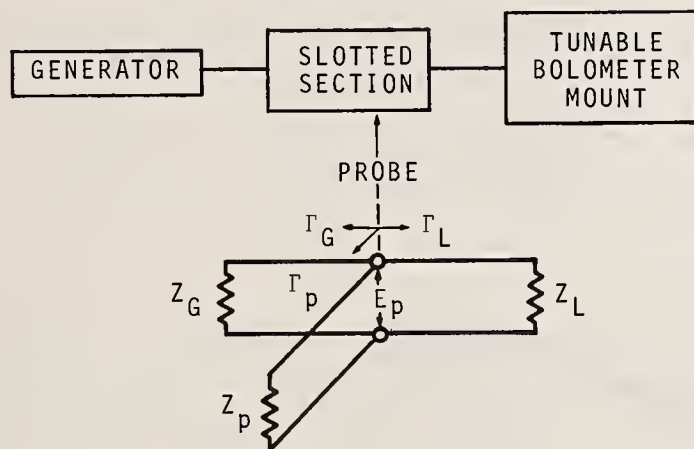 GENERATOR
SLOTTED
SECTION
TUNABLE
BOLOMETER
MOUNT
PROBE
Γ_G Γ_L
Z_G Γ_p E_p Z_L
Z_p